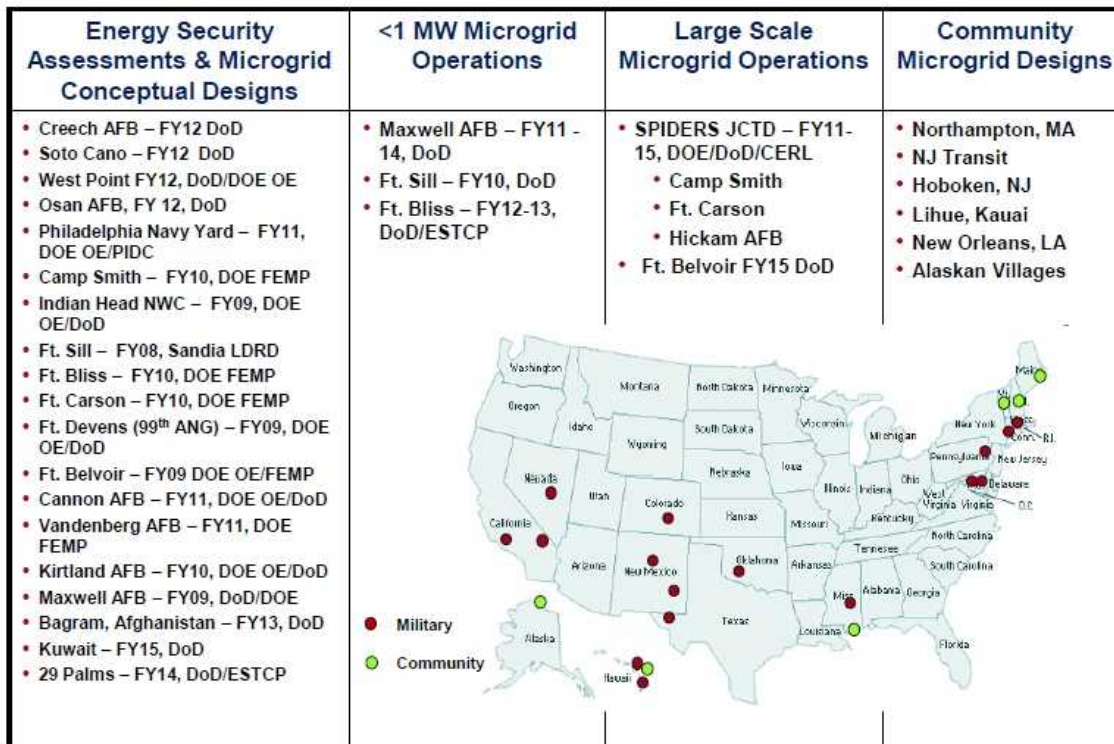 Energy Security
Assessments & Microgrid
Conceptual Designs
<1 MW Microgrid
Operations
Large Scale
Microgrid Operations
Community
Microgrid Designs
• Creech AFB – FY12 DoD
• Soto Cano – FY12 DoD
• West Point FY12, DoD/DOE OE
• Osan AFB, FY 12, DoD
• Philadelphia Navy Yard – FY11,
DOE OE/PIDC
• Camp Smith – FY10, DOE FEMP
• Indian Head NWC – FY09, DOE
OE/DoD
• Ft. Sill – FY08, Sandia LDRD
• Ft. Bliss – FY10, DOE FEMP
• Ft. Carson – FY10, DOE FEMP
• Ft. Devens (99th ANG) – FY09, DOE
OE/DoD
• Ft. Belvoir – FY09 DOE OE/FEMP
• Cannon AFB – FY11, DOE OE/DoD
• Vandenberg AFB – FY11, DOE
FEMP
• Kirtland AFB – FY10, DOE OE/DoD
• Maxwell AFB – FY09, DoD/DOE
• Bagram, Afghanistan – FY13, DoD
• Kuwait – FY15, DoD
• 29 Palms – FY14, DoD/ESTCP
• Maxwell AFB – FY11 -
14, DoD
• Ft. Sill – FY10, DoD
• Ft. Bliss – FY12-13,
DoD/ESTCP
• SPIDERS JCTD – FY11-
15, DOE/DoD/CERL
• Camp Smith
• Ft. Carson
• Hickam AFB
• Ft. Belvoir FY15 DoD
• Northampton, MA
• NJ Transit
• Hoboken, NJ
• Lihue, Kauai
• New Orleans, LA
• Alaskan Villages
Washington
Montana
North Dakota
Minnesota
Oregon
Idaho
Wyoming
South Dakota
Wisconsin
Michigan
New York
Mass.
Conn.
R.I.
Pennsylvania
New Jersey
Nevada
Utah
Colorado
Nebraska
Iowa
Illinois
Indiana
Ohio
West
Virginia
Virginia
Delaware
D.C.
California
Kansas
Missouri
Kentucky
North Carolina
Tennesee
South Carolina
Arizona
New Mexico
Oklahoma
Arkansas
Texas
Miss.
Alabama
Georgia
Louisiana
Florida
Alaska
Hawaii
Military
Community